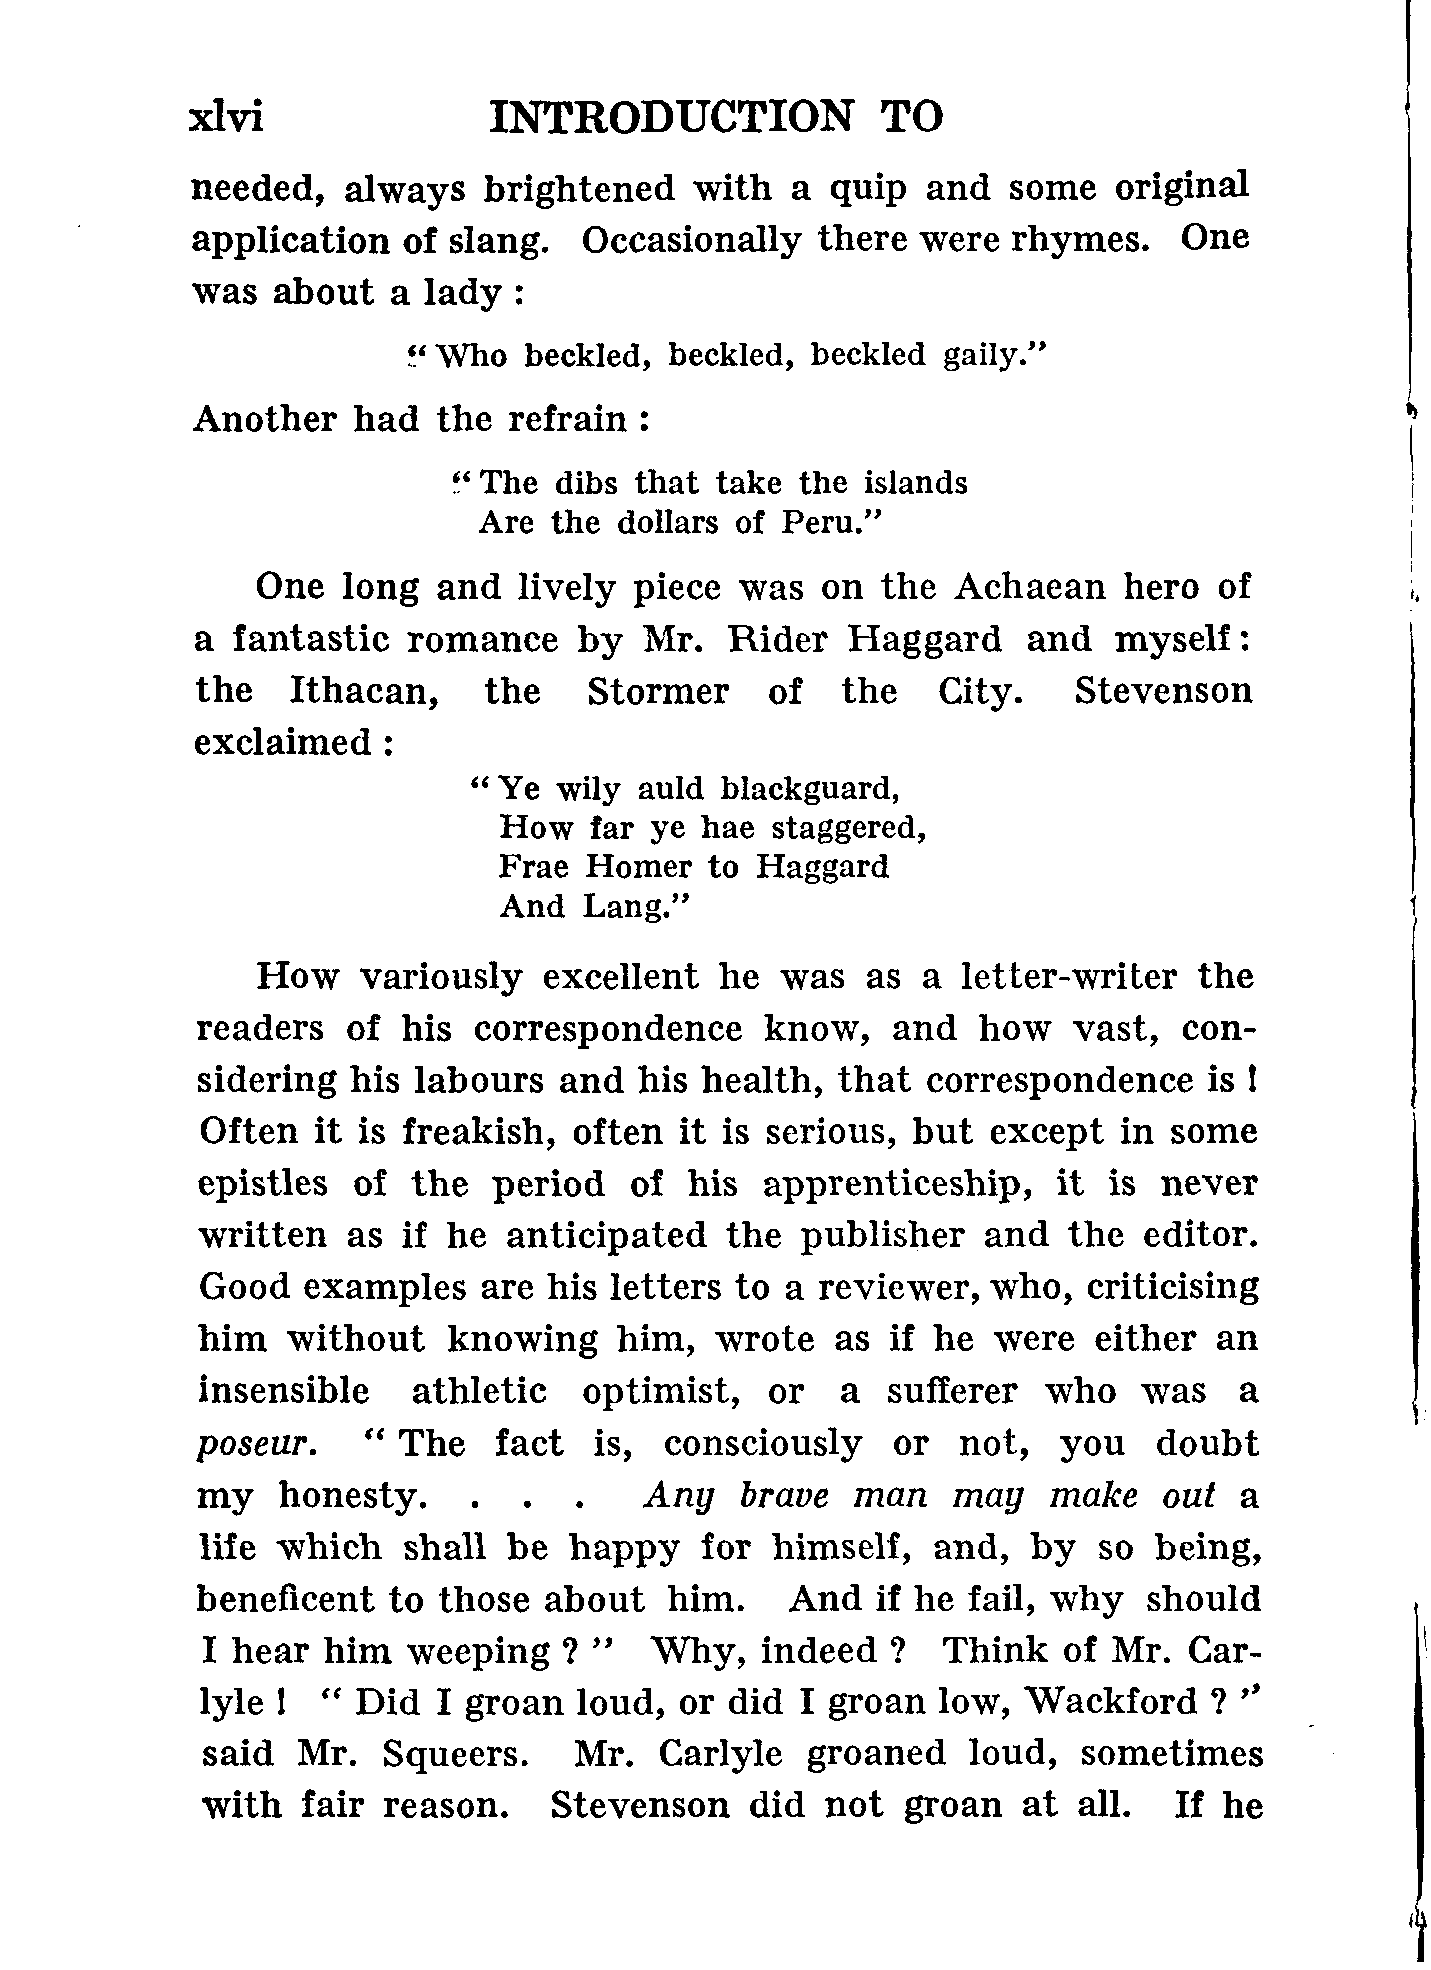 xlvi INTRODUCTION TO
needed, always brightened with a quip and some original
application of slang. Occasionally there were rhymes. One
was about a lady :
“ Who beckled, beckled, beckled gaily.”
Another had the refrain :
“ The dibs that take the islands
Are the dollars of Peru.”
One long and lively piece was on the Achaean hero of
a fantastic romance by Mr. Rider Haggard and myself :
the Ithacan, the Stormer of the City. Stevenson
exclaimed :
“ Ye wily auld blackguard,
How far ye hae staggered,
Frae Homer to Haggard
And Lang.”
How variously excellent he was as a letter-writer the
readers of his correspondence know, and how vast, con-
sidering his labours and his health, that correspondence is !
Often it is freakish, often it is serious, but except in some
epistles of the period of his apprenticeship, it is never
written as if he anticipated the publisher and the editor.
Good examples are his letters to a reviewer, who, criticising
him without knowing him, wrote as if he were either an
insensible athletic optimist, or a sufferer who was a
poseur. “ The fact is, consciously or not, you doubt
my honesty. . . . Any brave man may make out a
life which shall be happy for himself, and, by so being,
beneficent to those about him. And if he fail, why should
I hear him weeping ? ” Why, indeed ? Think of Mr. Car-
lyle ! “ Did I groan loud, or did I groan low, Wackford ? ”
said Mr. Squeers. Mr. Carlyle groaned loud, sometimes
with fair reason. Stevenson did not groan at all. If he